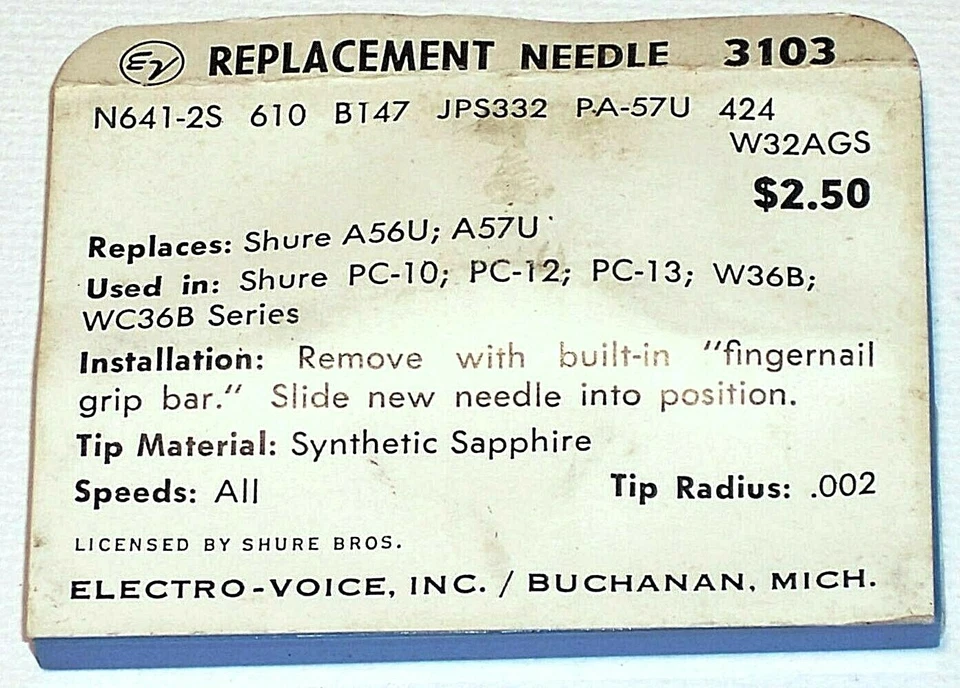 EV REPLACEMENT NEEDLE 3103
N641-2S 610 BT47 JPS332 PA-57U 424
W32AGS
$2.50
Replaces: Shure A56U; A57U
Used in: Shure PC-10; PC-12; PC-13; W36B;
WC36B Series
Installation: Remove with built-in "fingernail
grip bar." Slide new needle into position.
Tip Material: Synthetic Sapphire
Speeds: All Tip Radius: .002
LICENSED BY SHURE BROS.
ELECTRO-VOICE, INC. / BUCHANAN, MICH.